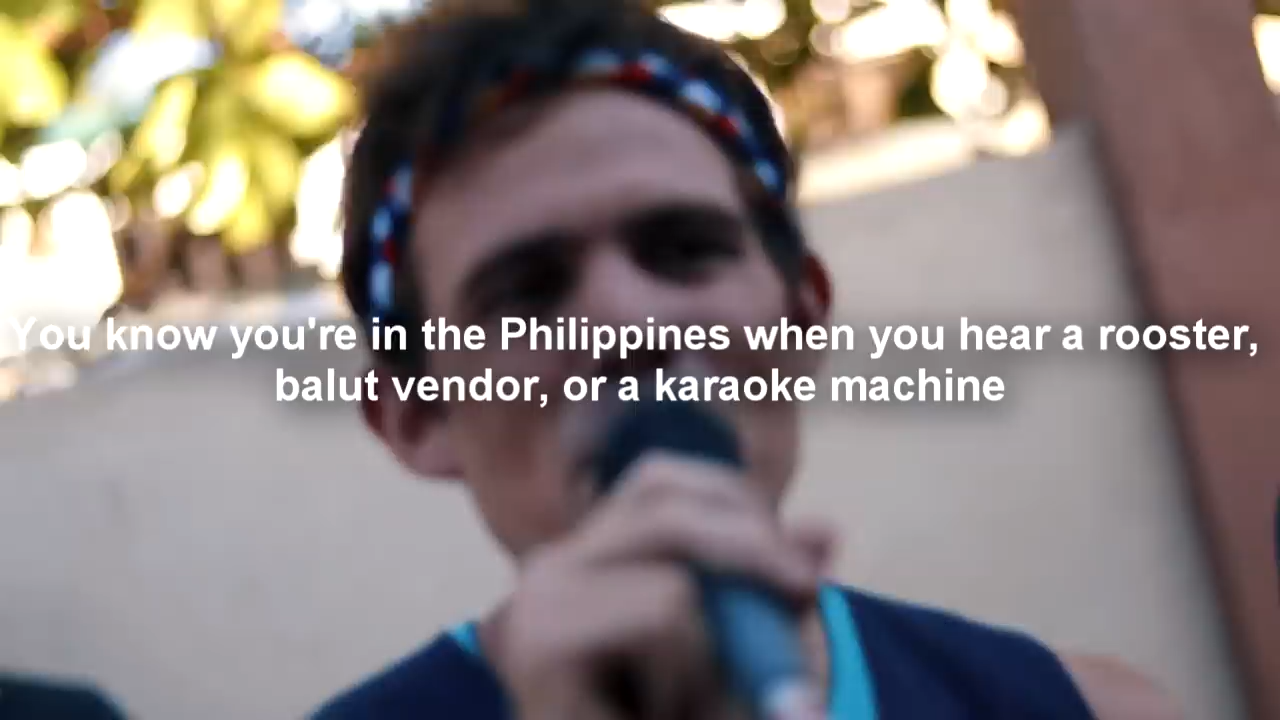 You know you're in the Philippines when you hear a rooster,
balut vendor, or a karaoke machine